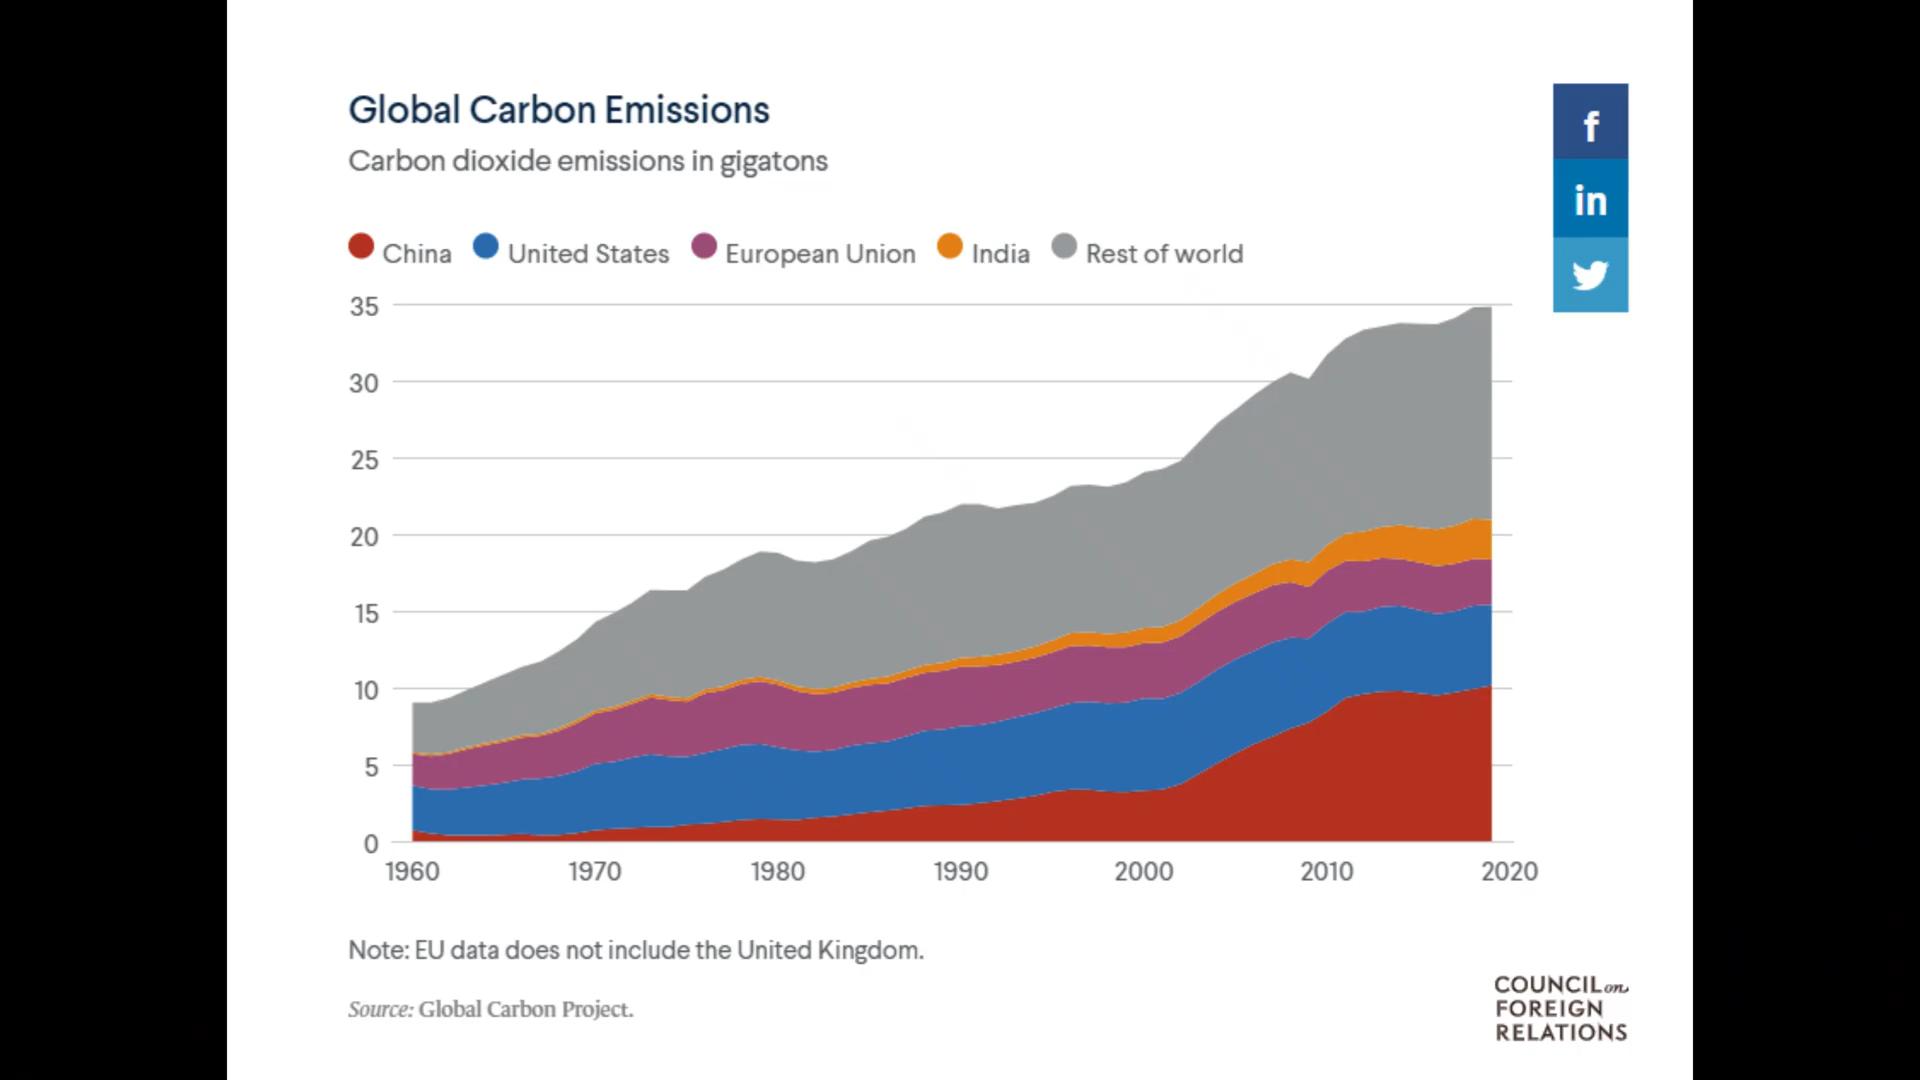 Global Carbon Emissions
Carbon dioxide emissions in gigatons
China United States European Union India Rest of world
35
30
25
20
15
10
5
0
1960 1970 1980 1990 2000 2010 2020
Note: EU data does not include the United Kingdom.
Source: Global Carbon Project.
COUNCIL on
FOREIGN
RELATIONS
f
in